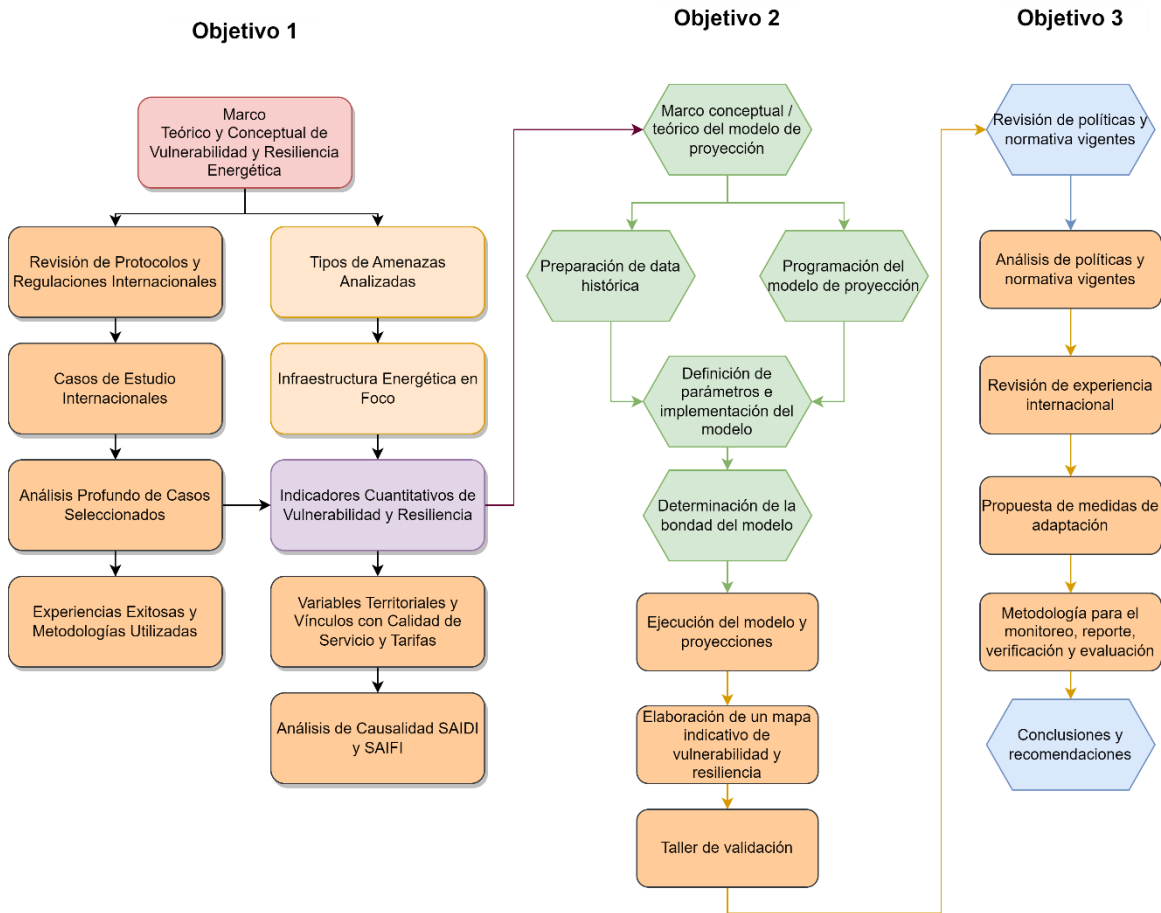 Objetivo 1
Marco
Teórico y Conceptual de
Vulnerabilidad y Resiliencia
Energética
Revisión de Protocolos y
Regulaciones Internacionales
Casos de Estudio
Internacionales
Análisis Profundo de Casos
Seleccionados
Experiencias Exitosas y
Metodologías Utilizadas
Tipos de Amenazas
Analizadas
Infraestructura Energética en
Foco
Indicadores Cuantitativos de
Vulnerabilidad y Resiliencia
Variables Territoriales y
Vínculos con Calidad de
Servicio y Tarifas
Análisis de Causalidad SAIDI
y SAIFI
Objetivo 2
Marco conceptual /
teórico del modelo de
proyección
Preparación de data
histórica
Programación del
modelo de proyección
Definición de
parámetros e
implementación del
modelo
Determinación de la
bondad del modelo
Ejecución del modelo y
proyecciones
Elaboración de un mapa
indicativo de
vulnerabilidad y
resiliencia
Taller de validación
Objetivo 3
Revisión de políticas y
normativa vigentes
Análisis de políticas y
normativa vigentes
Revisión de experiencia
internacional
Propuesta de medidas de
adaptación
Metodología para el
monitoreo, reporte,
verificación y evaluación
Conclusiones y
recomendaciones